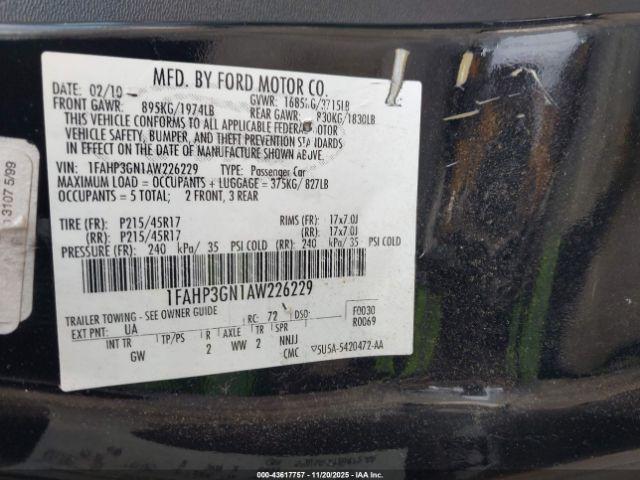 MFD. BY FORD MOTOR CO.
DATE: 02/10
GVWR: 1685KG/3715LB
FRONT GAWR: 895KG/1974LB
REAR GAWR: 830KG/1830LB
THIS VEHICLE CONFORMS TO ALL APPLICABLE FEDERAL MOTOR
VEHICLE SAFETY, BUMPER, AND THEFT PREVENTION STANDARDS
IN EFFECT ON THE DATE OF MANUFACTURE SHOWN ABOVE.
VIN: 1FAHP3GN1AW226229 TYPE: Passenger Car
MAXIMUM LOAD = OCCUPANTS + LUGGAGE = 375KG/ 827LB
OCCUPANTS = 5 TOTAL; 2 FRONT, 3 REAR
TIRE (FR): P215/45R17 RIMS (FR): 17x7.0J
(RR): P215/45R17 (RR): 17x7.0J
PRESSURE (FR): 240 kPa/ 35 PSI COLD (RR): 240 kPa/ 35 PSI COLD
1FAHP3GN1AW226229
TRAILER TOWING - SEE OWNER GUIDE RC: 72 DSO: F0030
EXT PNT: UA R0069
INT TR TP/PS R AXLE TR SPR
GW 2 WW 2 NNJJ
CMC 5U5A-5420472-AA
13107 5/99
000-43617757 | 11/20/2025 | IAAI.COM